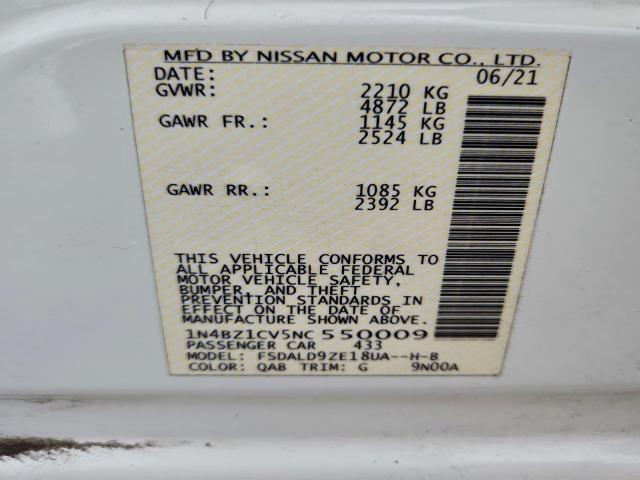 MFD BY NISSAN MOTOR CO., LTD.
DATE: 06/21
GVWR: 2210 KG
4872 LB
GAWR FR.: 1145 KG
2524 LB
GAWR RR.: 1085 KG
2392 LB
THIS VEHICLE CONFORMS TO
ALL APPLICABLE FEDERAL
MOTOR VEHICLE SAFETY,
BUMPER, AND THEFT
PREVENTION STANDARDS IN
EFFECT ON THE DATE OF
MANUFACTURE SHOWN ABOVE.
1N4BZ1CV5NC 550009
PASSENGER CAR 433
MODEL: FSDALD9ZE18UA--H-B
COLOR: QAB TRIM: G 9N00A